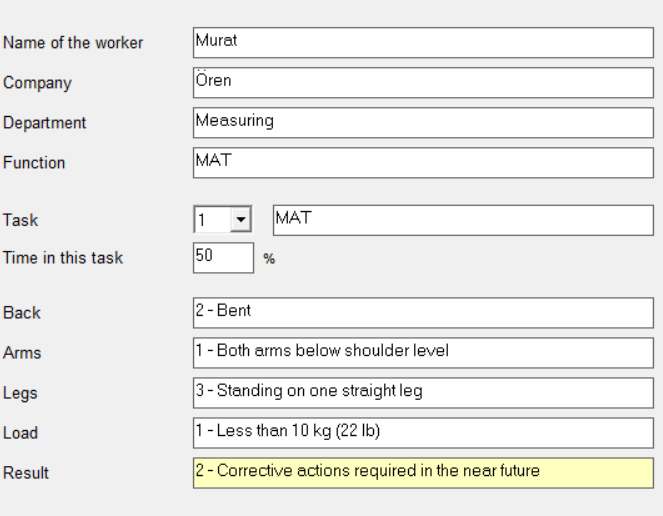 Name of the worker Murat
Company Ören
Department Measuring
Function MAT
Task 1 MAT
Time in this task 50 %
Back 2 - Bent
Arms 1 - Both arms below shoulder level
Legs 3 - Standing on one straight leg
Load 1 - Less than 10 kg (22 lb)
Result 2 - Corrective actions required in the near future